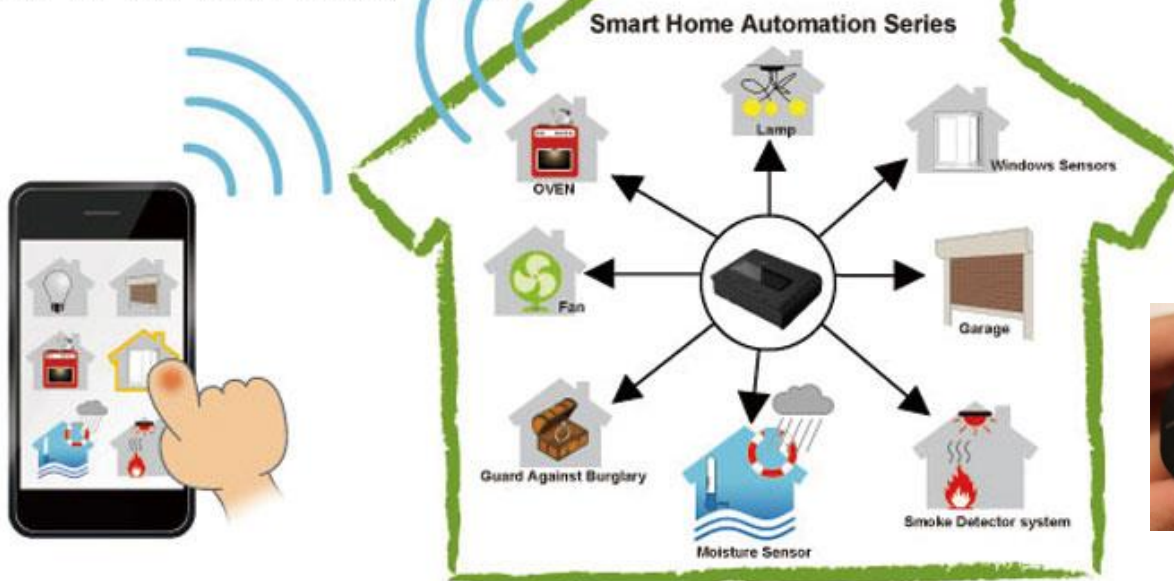 Smart Home Automation Series
Lamp
OVEN
Windows Sensors
Fan
Garage
Guard Against Burglary
Moisture Sensor
Smoke Detector system